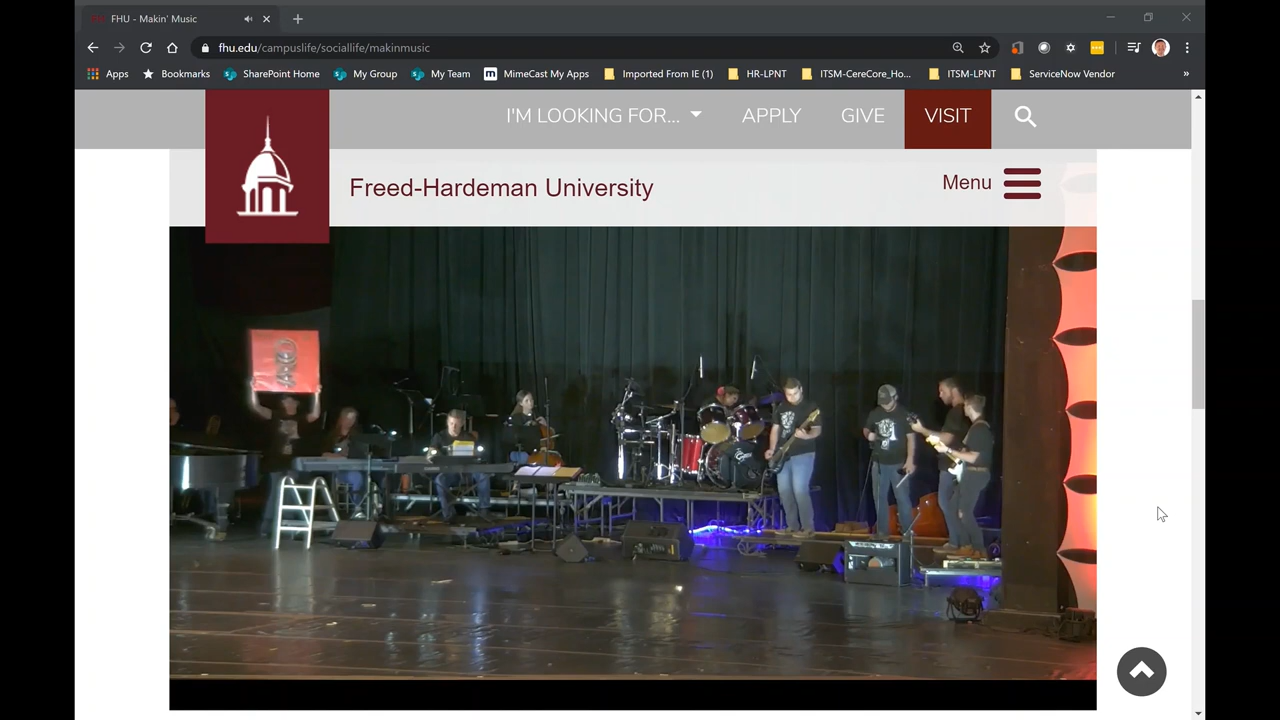 FHU - Makin' Music
fhu.edu/campuslife/sociallife/makinmusic
Apps Bookmarks SharePoint Home My Group My Team MimeCast My Apps Imported From IE (1) HR-LPNT ITSM-CereCore_Ho... ITSM-LPNT ServiceNow Vendor »
I'M LOOKING FOR... APPLY GIVE VISIT
Freed-Hardeman University
Menu